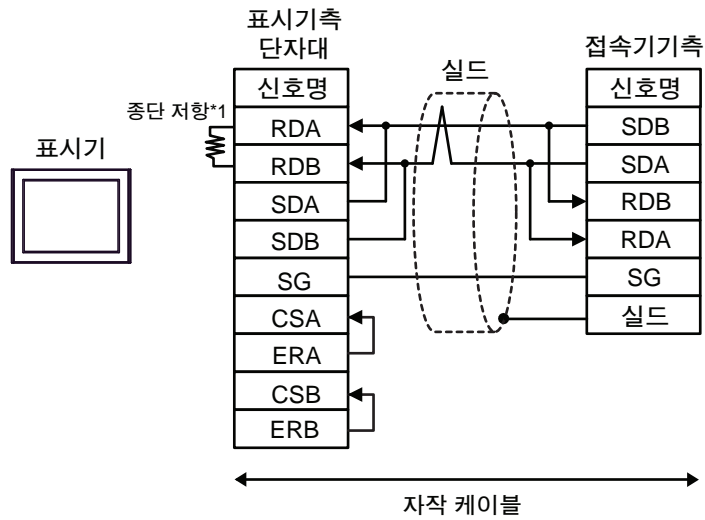 표시기측
단자대
접속기기측
실드
신호명
신호명
종단 저항*1
표시기
RDA
RDB
SDA
SDB
SG
CSA
ERA
CSB
ERB
SDB
SDA
RDB
RDA
SG
실드
자작 케이블